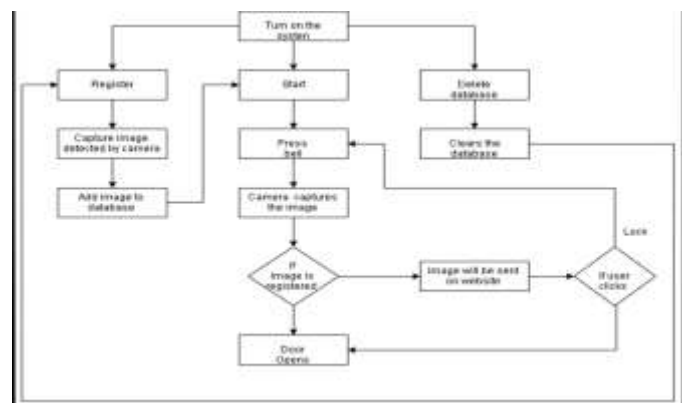 Turn on the
system
Register
Start
Delete
database
Capture image
detected by camera
Press
bell
Clears the
database
Add image to
database
Camera captures
the image
Lock
If
Image is
registered
Image will be sent
on website
If user
clicks
Door
Opens